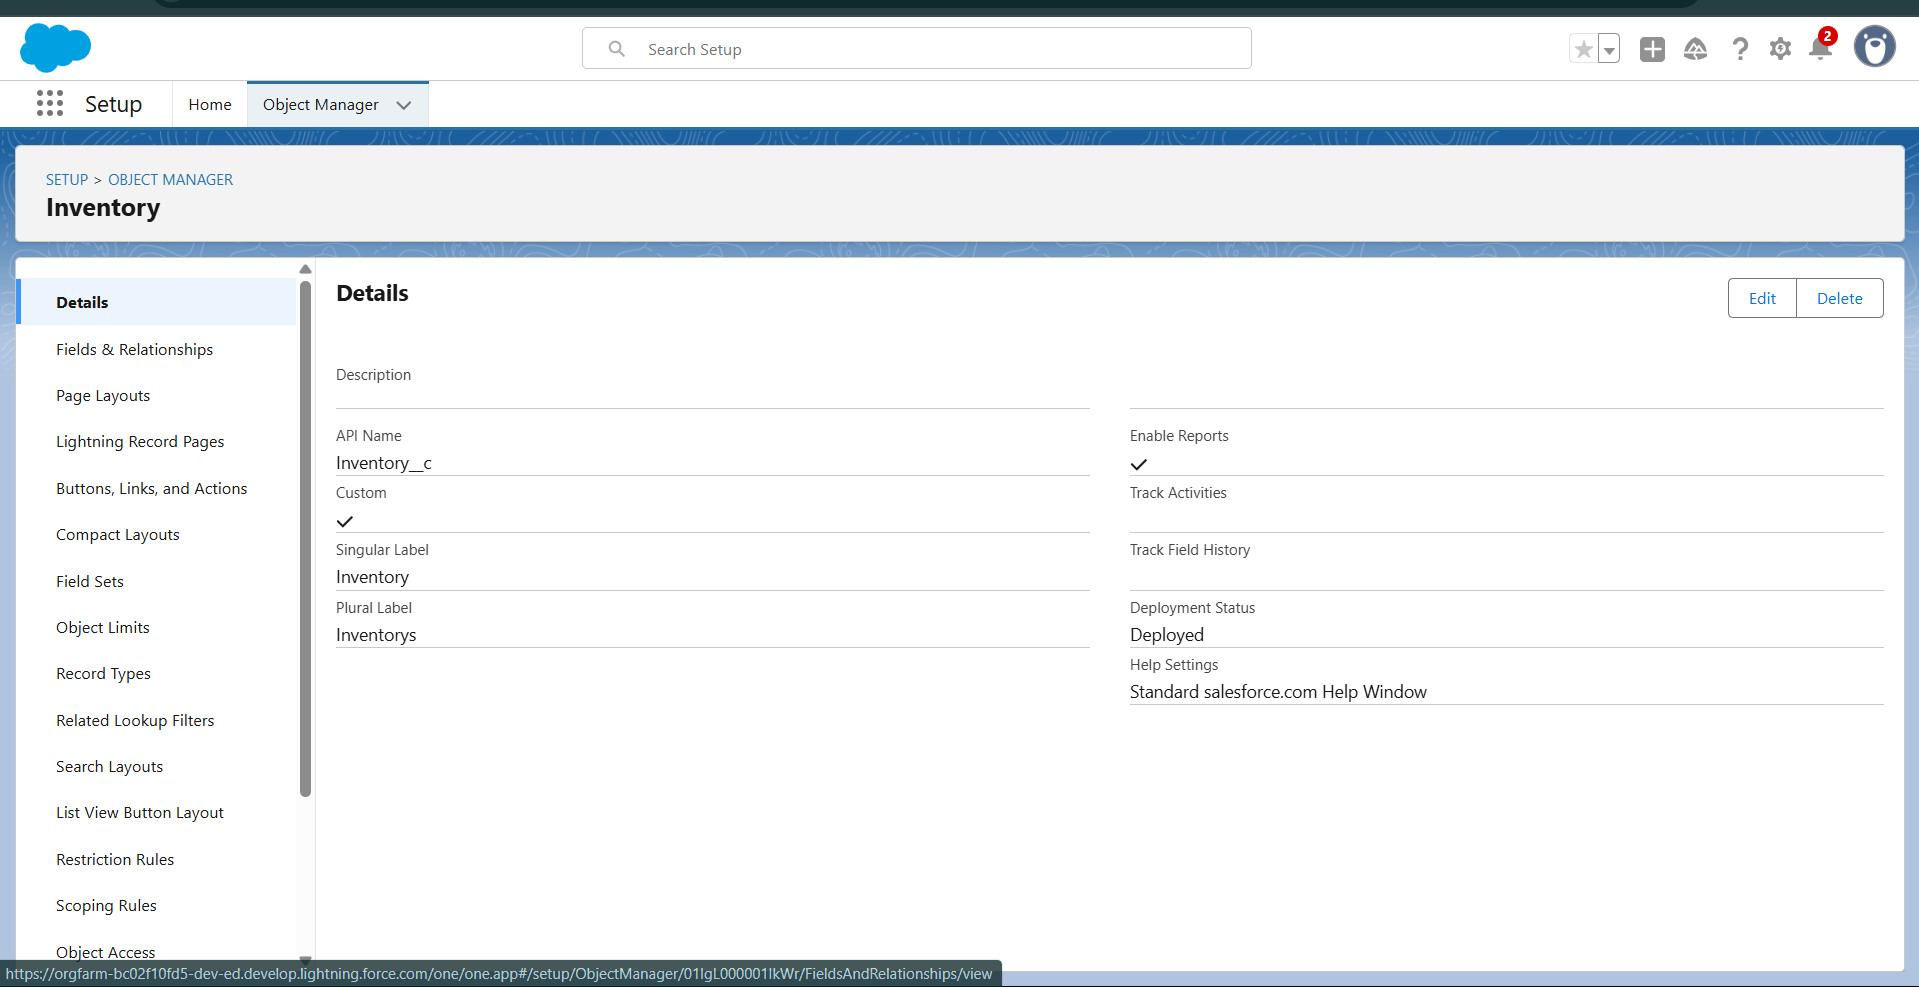 Search Setup
2
Setup
Home
Object Manager
SETUP > OBJECT MANAGER
Inventory
Details
Fields & Relationships
Page Layouts
Lightning Record Pages
Buttons, Links, and Actions
Compact Layouts
Field Sets
Object Limits
Record Types
Related Lookup Filters
Search Layouts
List View Button Layout
Restriction Rules
Scoping Rules
Object Access
Details
Edit
Delete
Description
API Name
Inventory__c
Custom
Singular Label
Inventory
Plural Label
Inventorys
Enable Reports
Track Activities
Track Field History
Deployment Status
Deployed
Help Settings
Standard salesforce.com Help Window
https://orgfarm-bc02f10fd5-dev-ed.develop.lightning.force.com/one/one.app#/setup/ObjectManager/01IgL000001IkWr/FieldsAndRelationships/view